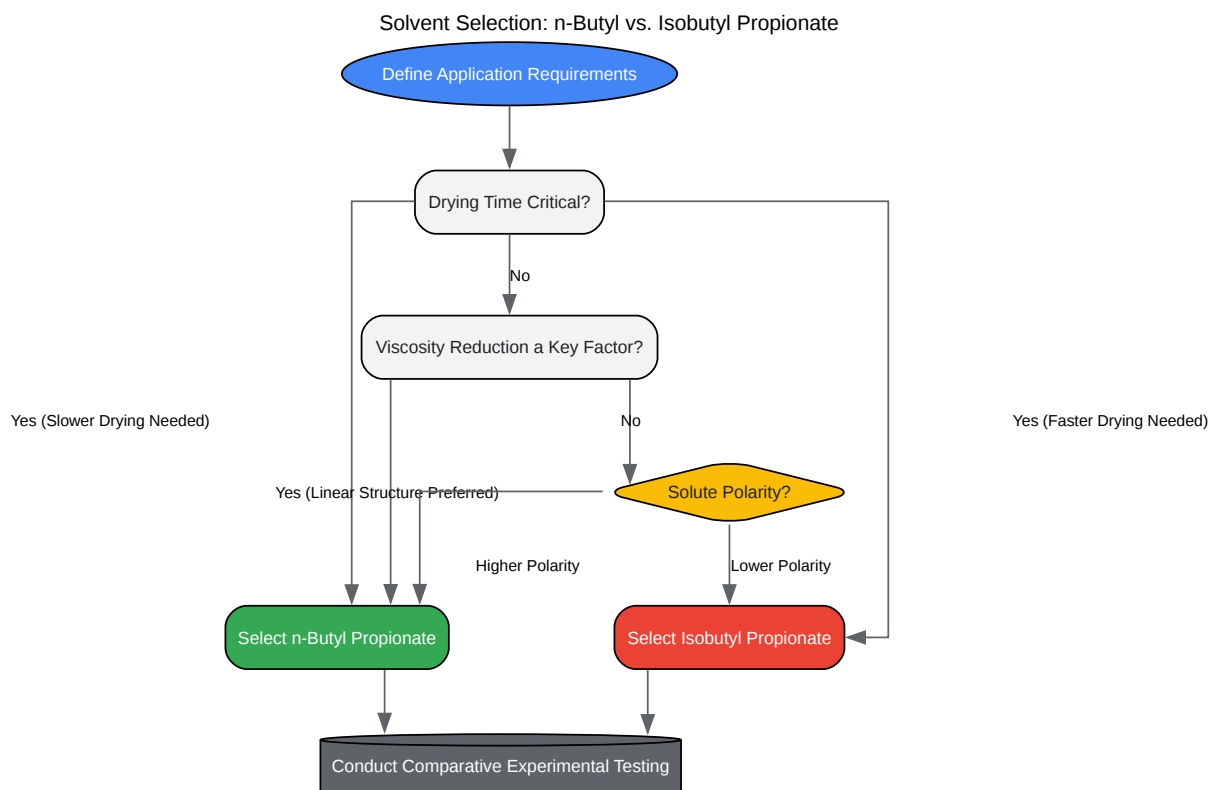 Solvent Selection: n-Butyl vs. Isobutyl Propionate
Define Application Requirements
Drying Time Critical?
No
Viscosity Reduction a Key Factor?
Yes (Slower Drying Needed)
No
Yes (Faster Drying Needed)
Yes (Linear Structure Preferred)
Solute Polarity?
Higher Polarity
Lower Polarity
Select n-Butyl Propionate
Select Isobutyl Propionate
Conduct Comparative Experimental Testing